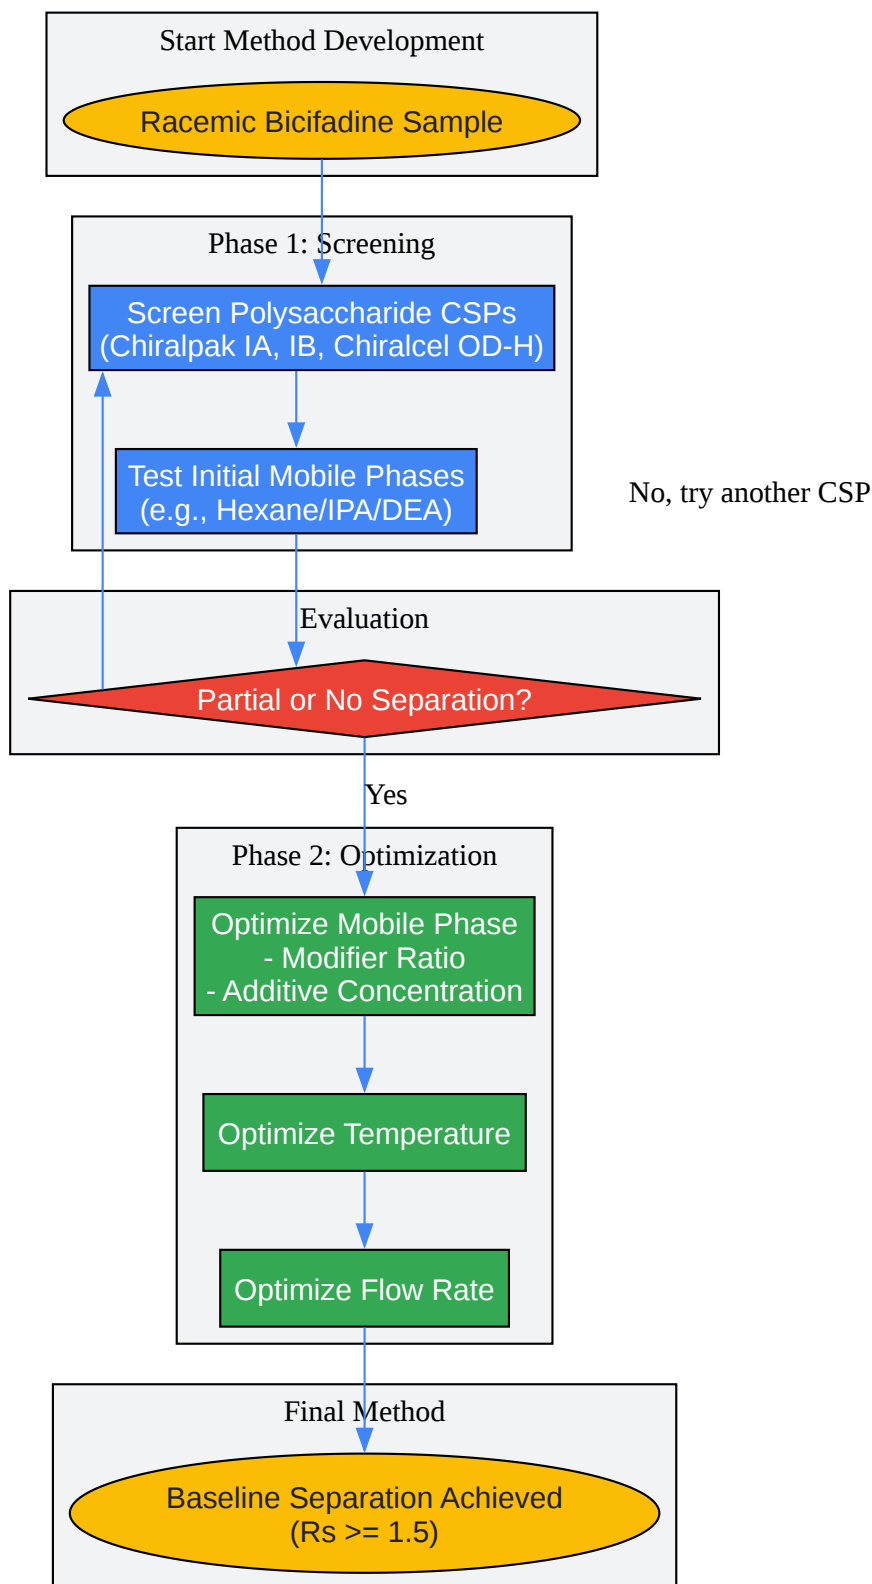 Start Method Development
Racemic Bicifadine Sample
Phase 1: Screening
Screen Polysaccharide CSPs
(Chiralpak IA, IB, Chiralcel OD-H)
Test Initial Mobile Phases
(e.g., Hexane/IPA/DEA)
No, try another CSP
Evaluation
Partial or No Separation?
Yes
Phase 2: Optimization
Optimize Mobile Phase
- Modifier Ratio
- Additive Concentration
Optimize Temperature
Optimize Flow Rate
Final Method
Baseline Separation Achieved
(Rs >= 1.5)